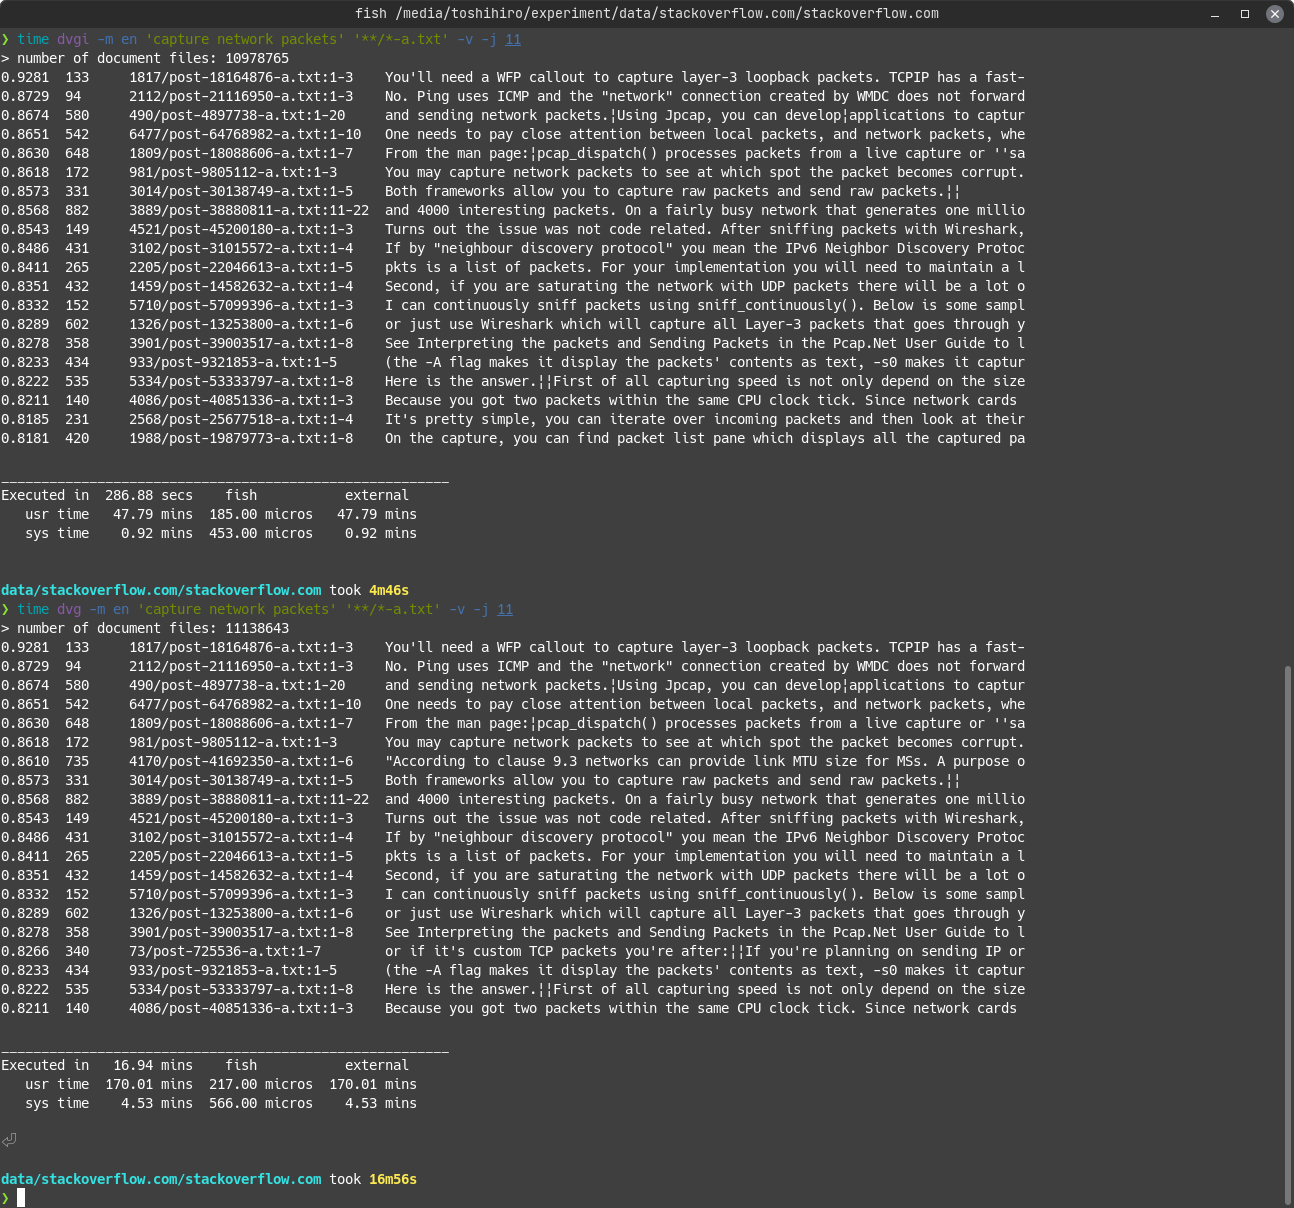 fish /media/toshihiro/experiment/data/stackoverflow.com/stackoverflow.com
❯ time dvgi -m en 'capture network packets' '**/*-a.txt' -v -j 11
> number of document files: 10978765
0.9281  133     1817/post-18164876-a.txt:1-3    You'll need a WFP callout to capture layer-3 loopback packets. TCPIP has a fast-
0.8729  94      2112/post-21116950-a.txt:1-3    No. Ping uses ICMP and the "network" connection created by WMDC does not forward
0.8674  580     490/post-4897738-a.txt:1-20     and sending network packets.¦Using Jpcap, you can develop¦applications to captur
0.8651  542     6477/post-64768982-a.txt:1-10   One needs to pay close attention between local packets, and network packets, whe
0.8630  648     1809/post-18088606-a.txt:1-7    From the man page:¦pcap_dispatch() processes packets from a live capture or ''sa
0.8618  172     981/post-9805112-a.txt:1-3      You may capture network packets to see at which spot the packet becomes corrupt.
0.8573  331     3014/post-30138749-a.txt:1-5    Both frameworks allow you to capture raw packets and send raw packets.¦¦
0.8568  882     3889/post-38880811-a.txt:11-22  and 4000 interesting packets. On a fairly busy network that generates one millio
0.8543  149     4521/post-45200180-a.txt:1-3    Turns out the issue was not code related. After sniffing packets with Wireshark,
0.8486  431     3102/post-31015572-a.txt:1-4    If by "neighbour discovery protocol" you mean the IPv6 Neighbor Discovery Protoc
0.8411  265     2205/post-22046613-a.txt:1-5    pkts is a list of packets. For your implementation you will need to maintain a l
0.8351  432     1459/post-14582632-a.txt:1-4    Second, if you are saturating the network with UDP packets there will be a lot o
0.8332  152     5710/post-57099396-a.txt:1-3    I can continuously sniff packets using sniff_continuously(). Below is some sampl
0.8289  602     1326/post-13253800-a.txt:1-6    or just use Wireshark which will capture all Layer-3 packets that goes through y
0.8278  358     3901/post-39003517-a.txt:1-8    See Interpreting the packets and Sending Packets in the Pcap.Net User Guide to l
0.8233  434     933/post-9321853-a.txt:1-5      (the -A flag makes it display the packets' contents as text, -s0 makes it captur
0.8222  535     5334/post-53333797-a.txt:1-8    Here is the answer.¦¦First of all capturing speed is not only depend on the size
0.8211  140     4086/post-40851336-a.txt:1-3    Because you got two packets within the same CPU clock tick. Since network cards
0.8185  231     2568/post-25677518-a.txt:1-4    It's pretty simple, you can iterate over incoming packets and then look at their
0.8181  420     1988/post-19879773-a.txt:1-8    On the capture, you can find packet list pane which displays all the captured pa
________________________________________________________
Executed in  286.88 secs    fish           external
   usr time   47.79 mins  185.00 micros   47.79 mins
   sys time    0.92 mins  453.00 micros    0.92 mins
data/stackoverflow.com/stackoverflow.com took 4m46s
❯ time dvg -m en 'capture network packets' '**/*-a.txt' -v -j 11
> number of document files: 11138643
0.9281  133     1817/post-18164876-a.txt:1-3    You'll need a WFP callout to capture layer-3 loopback packets. TCPIP has a fast-
0.8729  94      2112/post-21116950-a.txt:1-3    No. Ping uses ICMP and the "network" connection created by WMDC does not forward
0.8674  580     490/post-4897738-a.txt:1-20     and sending network packets.¦Using Jpcap, you can develop¦applications to captur
0.8651  542     6477/post-64768982-a.txt:1-10   One needs to pay close attention between local packets, and network packets, whe
0.8630  648     1809/post-18088606-a.txt:1-7    From the man page:¦pcap_dispatch() processes packets from a live capture or ''sa
0.8618  172     981/post-9805112-a.txt:1-3      You may capture network packets to see at which spot the packet becomes corrupt.
0.8610  735     4170/post-41692350-a.txt:1-6    "According to clause 9.3 networks can provide link MTU size for MSs. A purpose o
0.8573  331     3014/post-30138749-a.txt:1-5    Both frameworks allow you to capture raw packets and send raw packets.¦¦
0.8568  882     3889/post-38880811-a.txt:11-22  and 4000 interesting packets. On a fairly busy network that generates one millio
0.8543  149     4521/post-45200180-a.txt:1-3    Turns out the issue was not code related. After sniffing packets with Wireshark,
0.8486  431     3102/post-31015572-a.txt:1-4    If by "neighbour discovery protocol" you mean the IPv6 Neighbor Discovery Protoc
0.8411  265     2205/post-22046613-a.txt:1-5    pkts is a list of packets. For your implementation you will need to maintain a l
0.8351  432     1459/post-14582632-a.txt:1-4    Second, if you are saturating the network with UDP packets there will be a lot o
0.8332  152     5710/post-57099396-a.txt:1-3    I can continuously sniff packets using sniff_continuously(). Below is some sampl
0.8289  602     1326/post-13253800-a.txt:1-6    or just use Wireshark which will capture all Layer-3 packets that goes through y
0.8278  358     3901/post-39003517-a.txt:1-8    See Interpreting the packets and Sending Packets in the Pcap.Net User Guide to l
0.8266  340     73/post-725536-a.txt:1-7        or if it's custom TCP packets you're after:¦¦If you're planning on sending IP or
0.8233  434     933/post-9321853-a.txt:1-5      (the -A flag makes it display the packets' contents as text, -s0 makes it captur
0.8222  535     5334/post-53333797-a.txt:1-8    Here is the answer.¦¦First of all capturing speed is not only depend on the size
0.8211  140     4086/post-40851336-a.txt:1-3    Because you got two packets within the same CPU clock tick. Since network cards
________________________________________________________
Executed in   16.94 mins    fish           external
   usr time  170.01 mins  217.00 micros  170.01 mins
   sys time    4.53 mins  566.00 micros    4.53 mins
⏎
data/stackoverflow.com/stackoverflow.com took 16m56s
❯